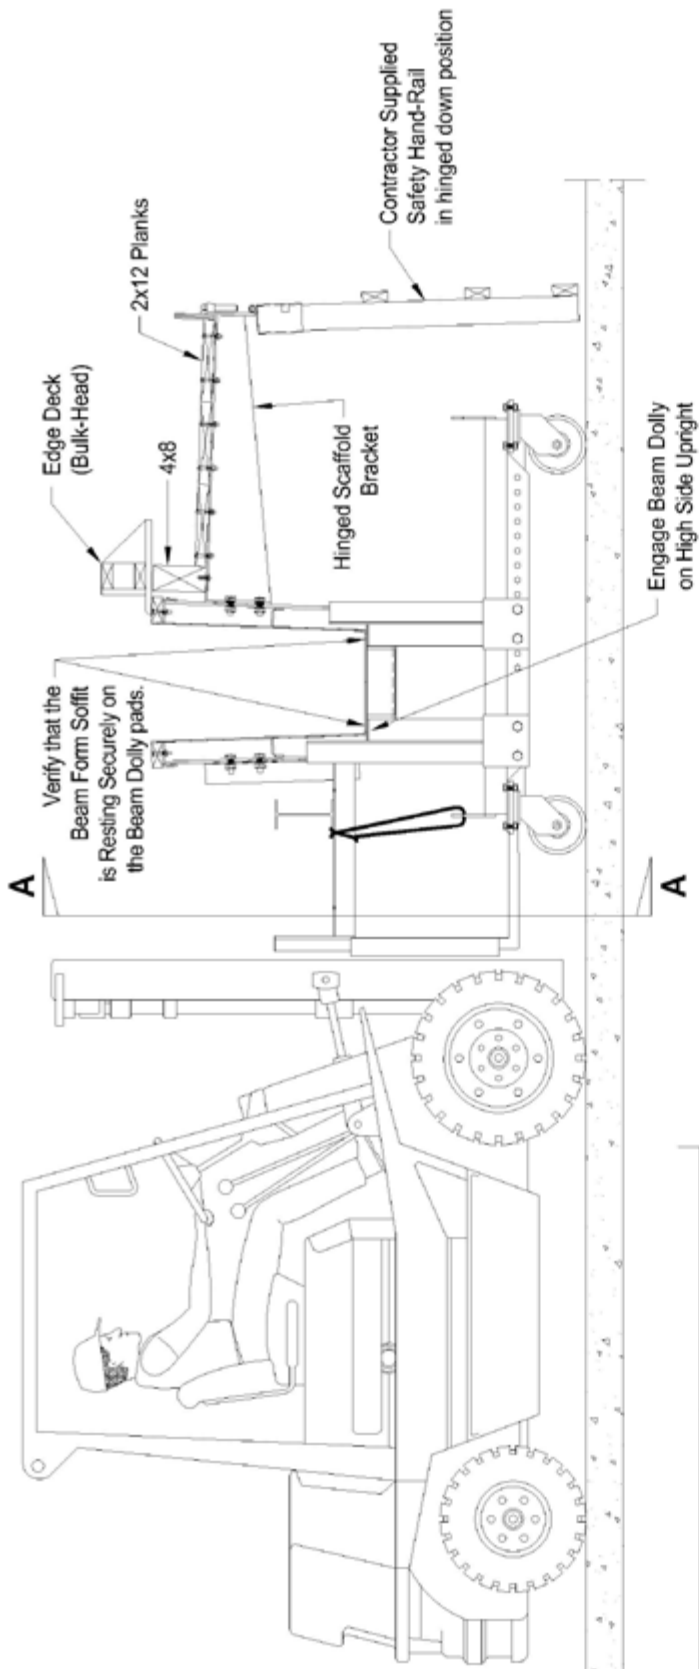 A
Verify that the
Beam Form Soffit
is Resting Securely on
the Beam Dolly pads.
Edge Deck
(Bulk-Head)
4x8
2x12 Planks
Hinged Scaffold
Bracket
Contractor Supplied
Safety Hand-Rail
in hinged down position
A
Engage Beam Dolly
on High Side Upright